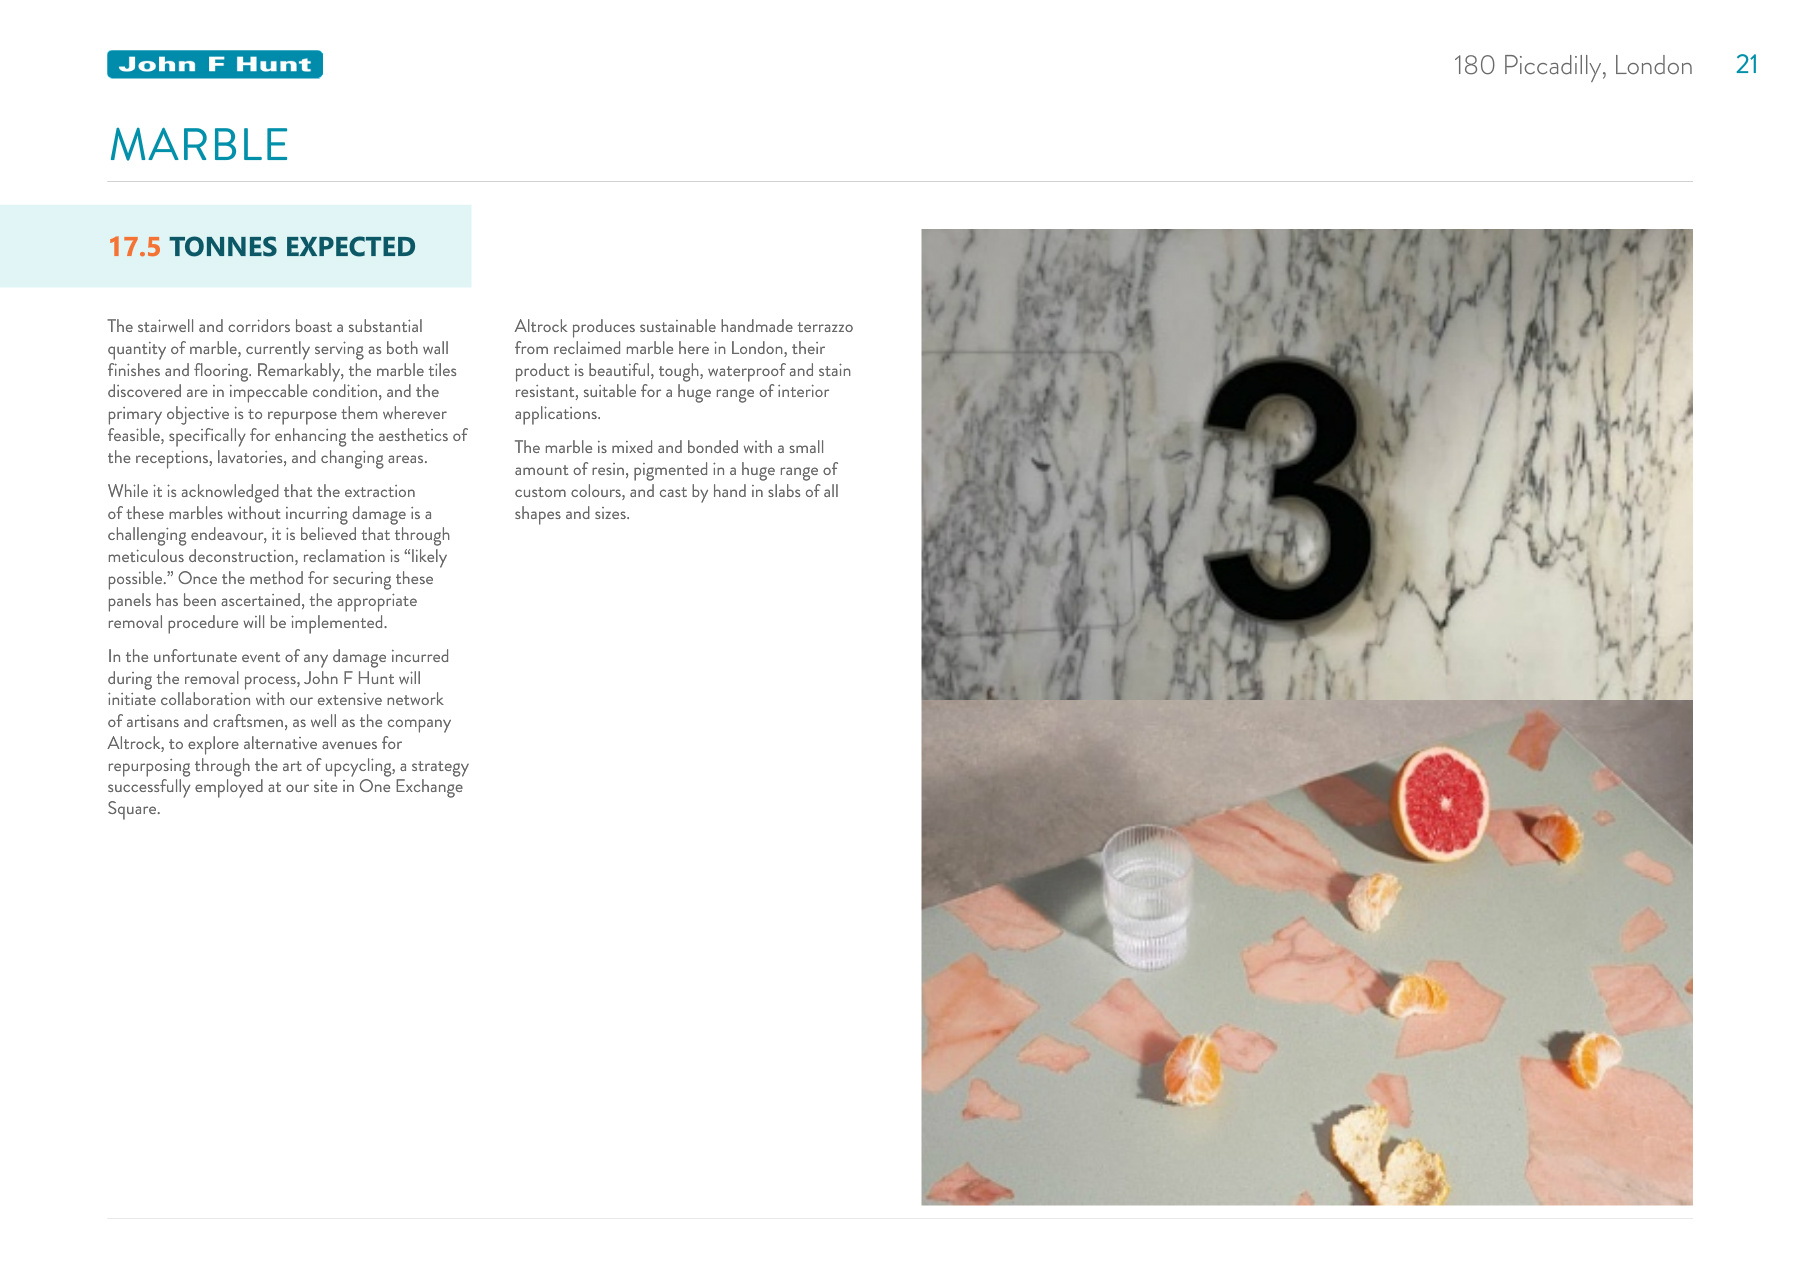 John F Hunt
180 Piccadilly, London
21
MARBLE
17.5 TONNES EXPECTED
The stairwell and corridors boast a substantial
quantity of marble, currently serving as both wall
finishes and flooring. Remarkably, the marble tiles
discovered are in impeccable condition, and the
primary objective is to repurpose them wherever
feasible, specifically for enhancing the aesthetics of
the receptions, lavatories, and changing areas.
While it is acknowledged that the extraction
of these marbles without incurring damage is a
challenging endeavour, it is believed that through
meticulous deconstruction, reclamation is “likely
possible.” Once the method for securing these
panels has been ascertained, the appropriate
removal procedure will be implemented.
In the unfortunate event of any damage incurred
during the removal process, John F Hunt will
initiate collaboration with our extensive network
of artisans and craftsmen, as well as the company
Altrock, to explore alternative avenues for
repurposing through the art of upcycling, a strategy
successfully employed at our site in One Exchange
Square.
Altrock produces sustainable handmade terrazzo
from reclaimed marble here in London, their
product is beautiful, tough, waterproof and stain
resistant, suitable for a huge range of interior
applications.
The marble is mixed and bonded with a small
amount of resin, pigmented in a huge range of
custom colours, and cast by hand in slabs of all
shapes and sizes.
3